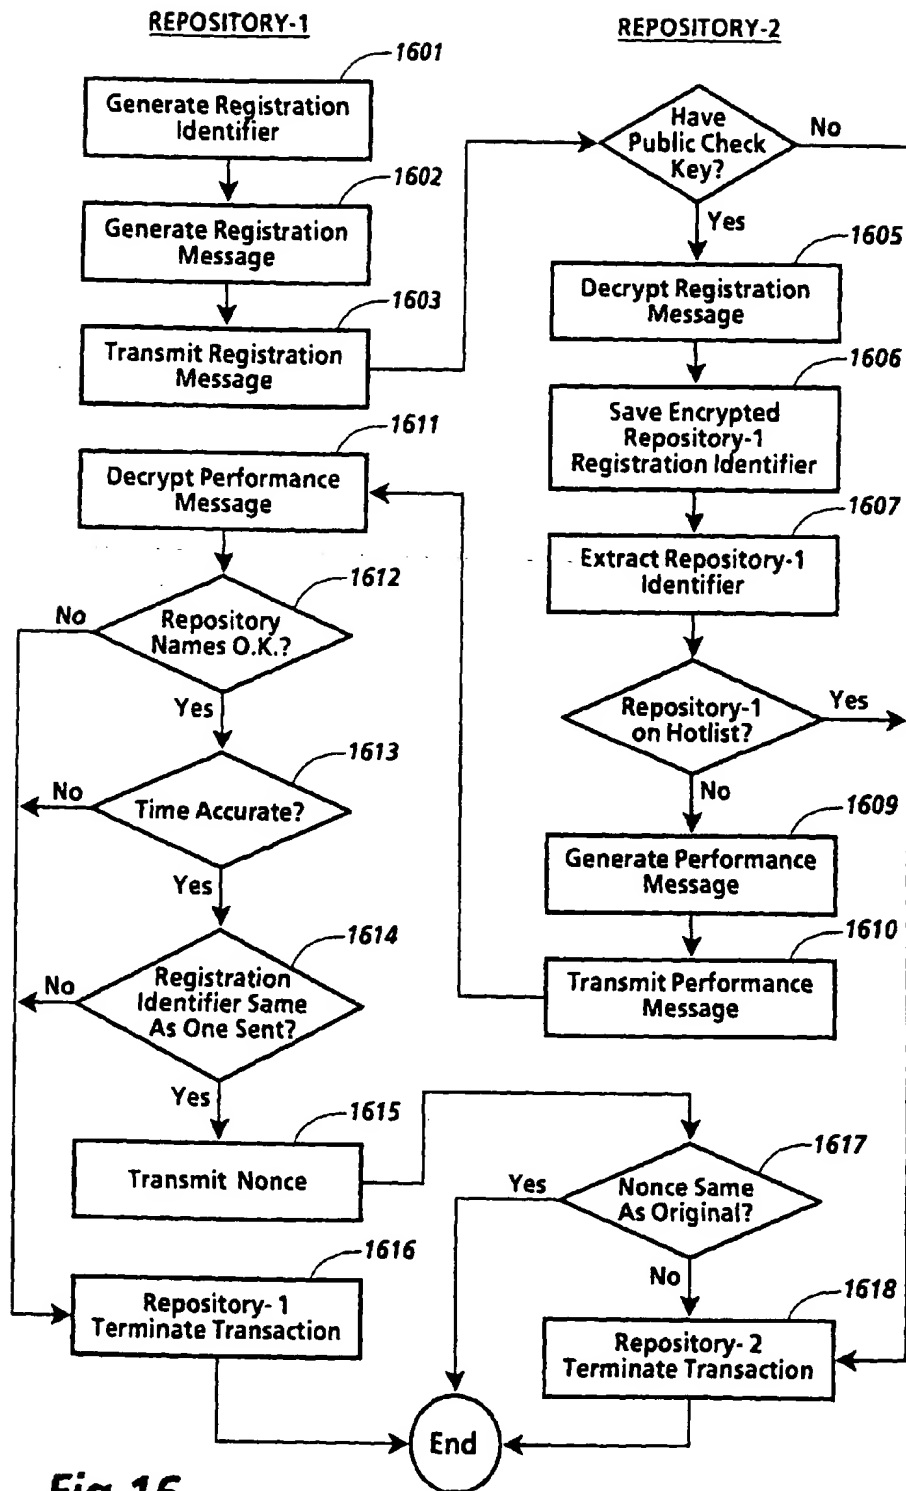 REPOSITORY-1
1601
Generate Registration
Identifier
1602
Generate Registration
Message
1603
Transmit Registration
Message
1611
Decrypt Performance
Message
1612
No
Repository
Names O.K.?
Yes
1613
No
Time Accurate?
Yes
1614
No
Registration
Identifier Same
As One Sent?
Yes
1615
Transmit Nonce
1616
Repository- 1
Terminate Transaction
REPOSITORY-2
Have
Public Check
Key?
No
Yes
1605
Decrypt Registration
Message
1606
Save Encrypted
Repository-1
Registration Identifier
1607
Extract Repository-1
Identifier
Repository-1
on Hotlist?
Yes
No
1609
Generate Performance
Message
1610
Transmit Performance
Message
1617
Yes
Nonce Same
As Original?
No
1618
Repository- 2
Terminate Transaction
End
Fig.16